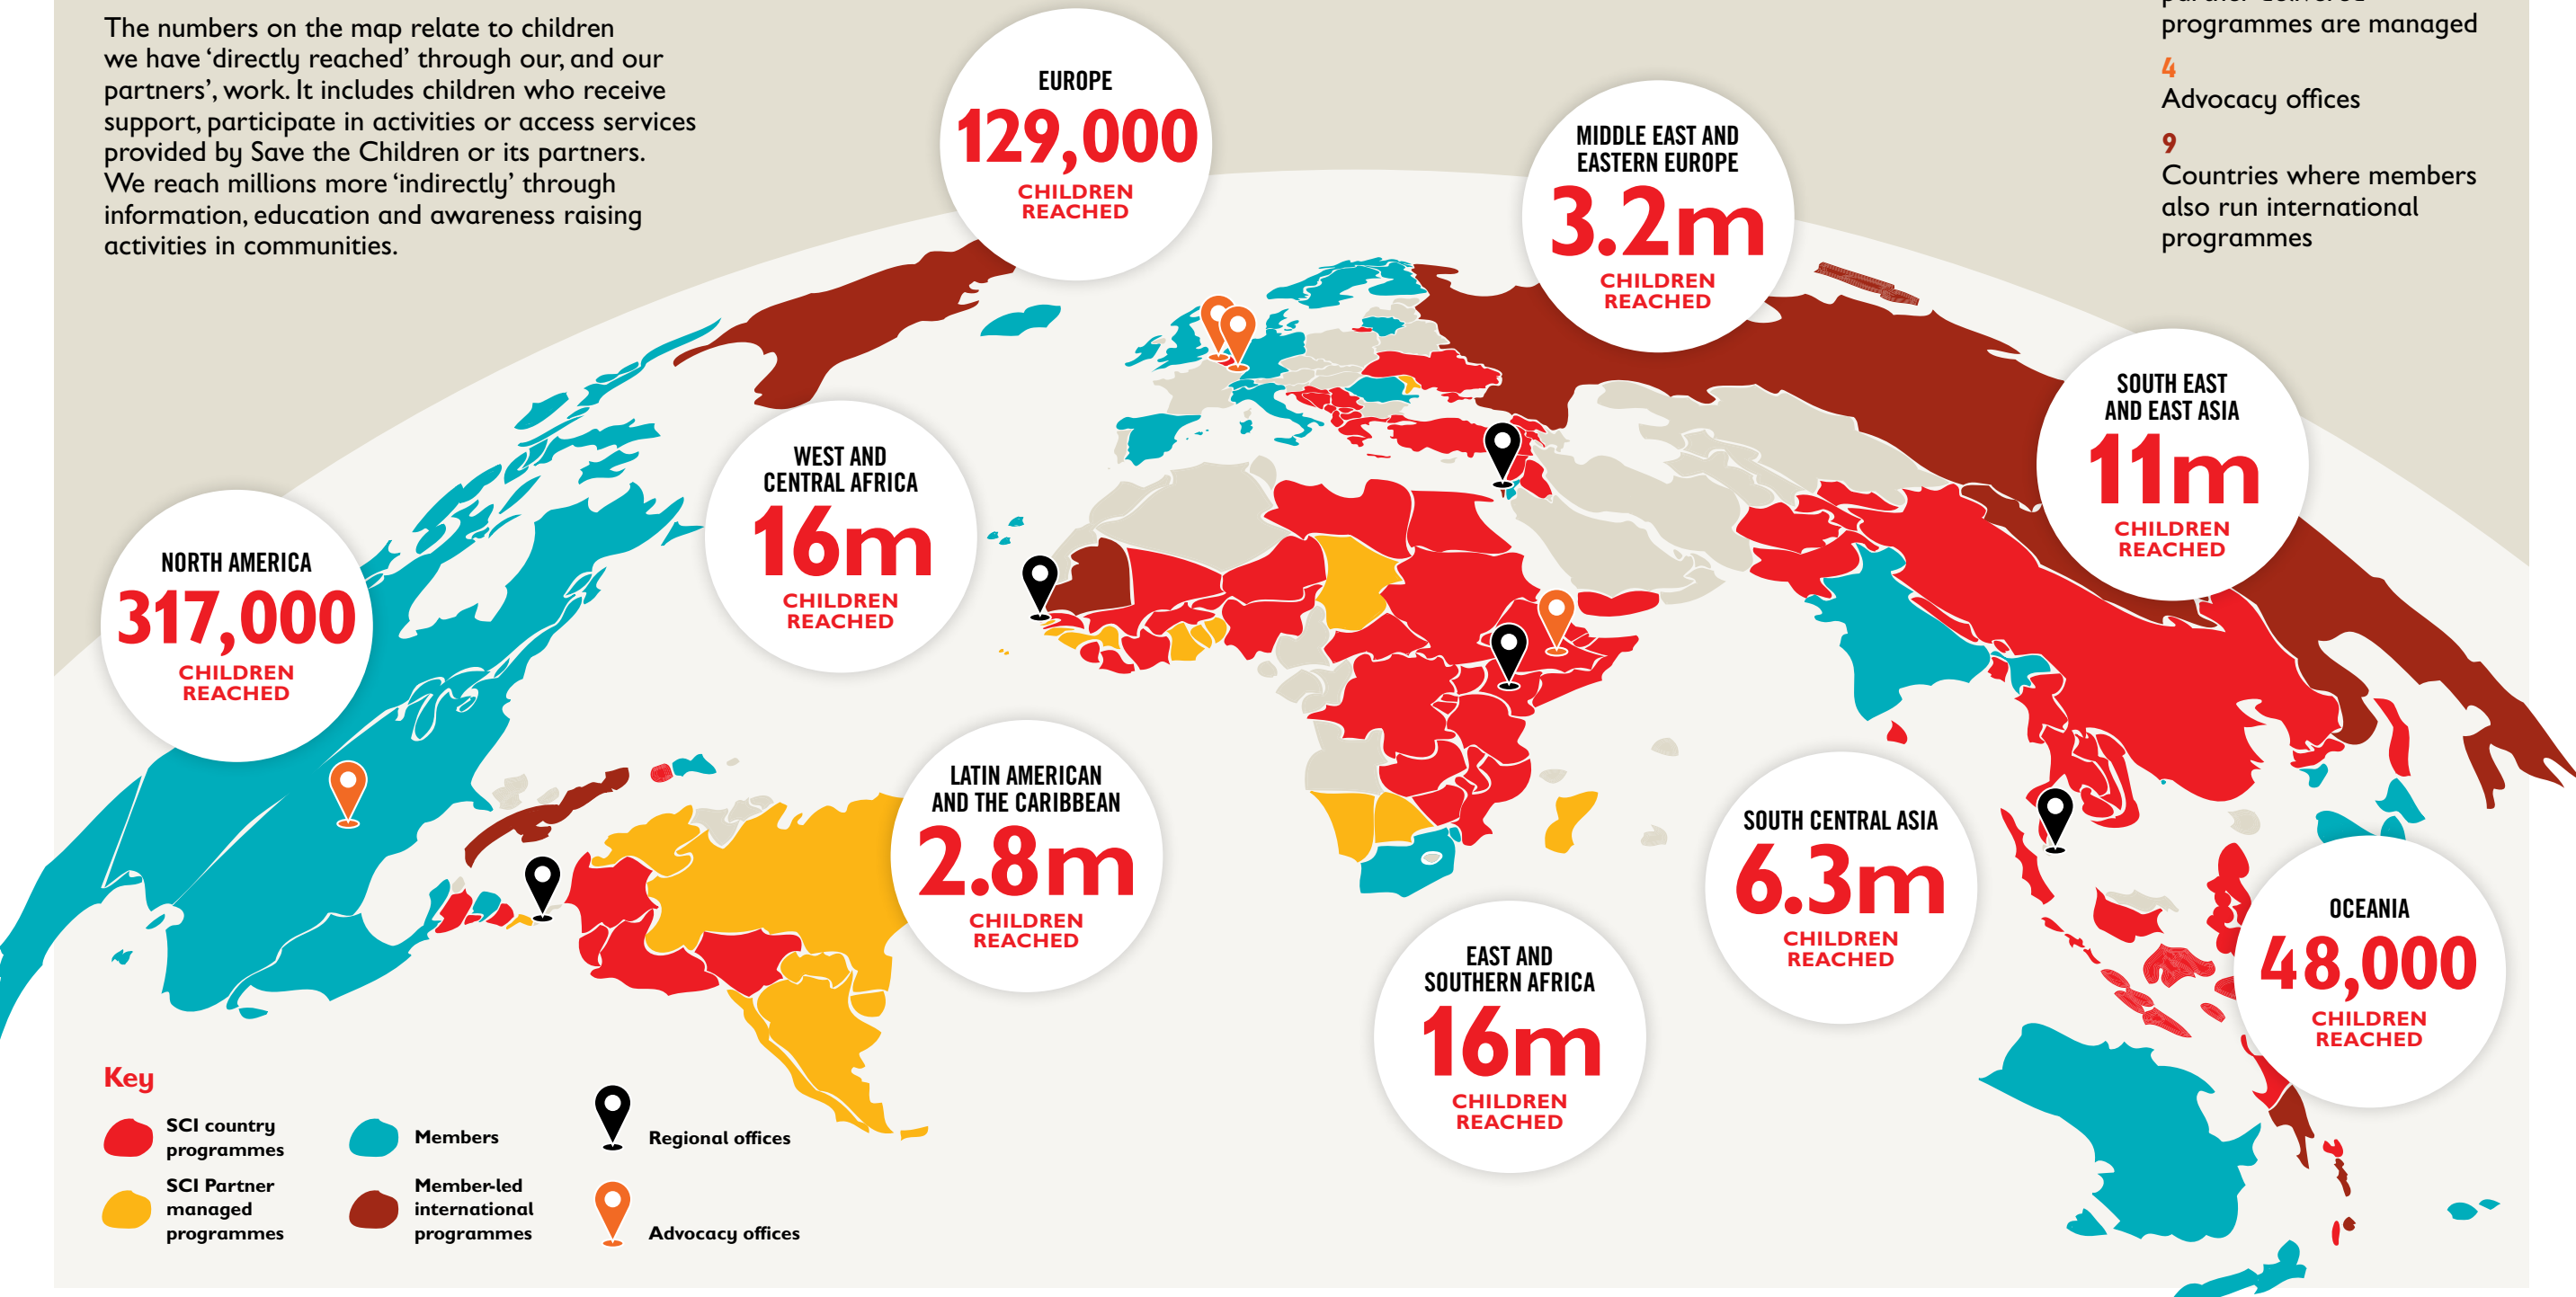 The numbers on the map relate to children
we have ‘directly reached’ through our, and our
partners’, work. It includes children who receive
support, participate in activities or access services
provided by Save the Children or its partners.
We reach millions more ‘indirectly’ through
information, education and awareness raising
activities in communities.
programmes are managed
4
Advocacy offices
9
Countries where members
also run international
programmes
EUROPE
129,000
CHILDREN
REACHED
MIDDLE EAST AND
EASTERN EUROPE
3.2m
CHILDREN
REACHED
SOUTH EAST
AND EAST ASIA
11m
CHILDREN
REACHED
WEST AND
CENTRAL AFRICA
16m
CHILDREN
REACHED
NORTH AMERICA
317,000
CHILDREN
REACHED
LATIN AMERICAN
AND THE CARIBBEAN
2.8m
CHILDREN
REACHED
SOUTH CENTRAL ASIA
6.3m
CHILDREN
REACHED
EAST AND
SOUTHERN AFRICA
16m
CHILDREN
REACHED
OCEANIA
48,000
CHILDREN
REACHED
Key
SCI country
programmes
Members
Regional offices
SCI Partner
managed
programmes
Member-led
international
programmes
Advocacy offices